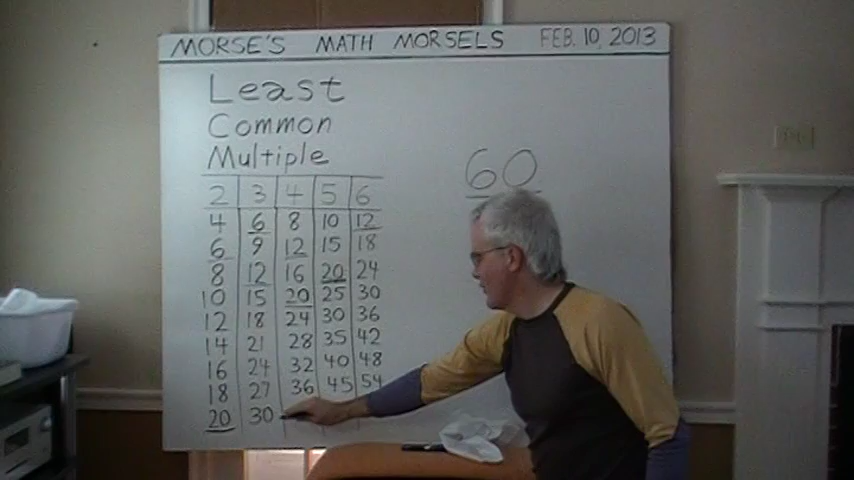 MORSE'S MATH MORSELS FEB. 10, 2013
Least
Common
Multiple
60
2 3 4 5 6
4 6 8 10 12
6 9 12 15 18
8 12 16 20 24
10 15 20 25 30
12 18 24 30 36
14 21 28 35 42
16 24 32 40 48
18 27 36 45 54
20 30